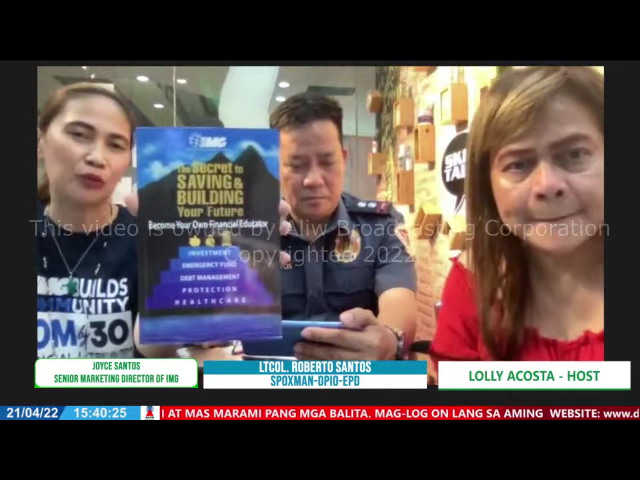 IMG
The Secret to
SAVING &
BUILDING
Your Future
Become Your Own Financial Educator
INVESTMENT
EMERGENCY FUND
DEBT MANAGEMENT
PROTECTION
HEALTHCARE
This video is owned by Aliw Broadcasting Corporation
Copyrighted 2022
JOYCE SANTOS
SENIOR MARKETING DIRECTOR OF IMG
LTCOL. ROBERTO SANTOS
SPOXMAN-DPIO-EPD
LOLLY ACOSTA - HOST
21/04/22
15:40:25
I AT MAS MARAMI PANG MGA BALITA. MAG-LOG ON LANG SA AMING WEBSITE: www.d